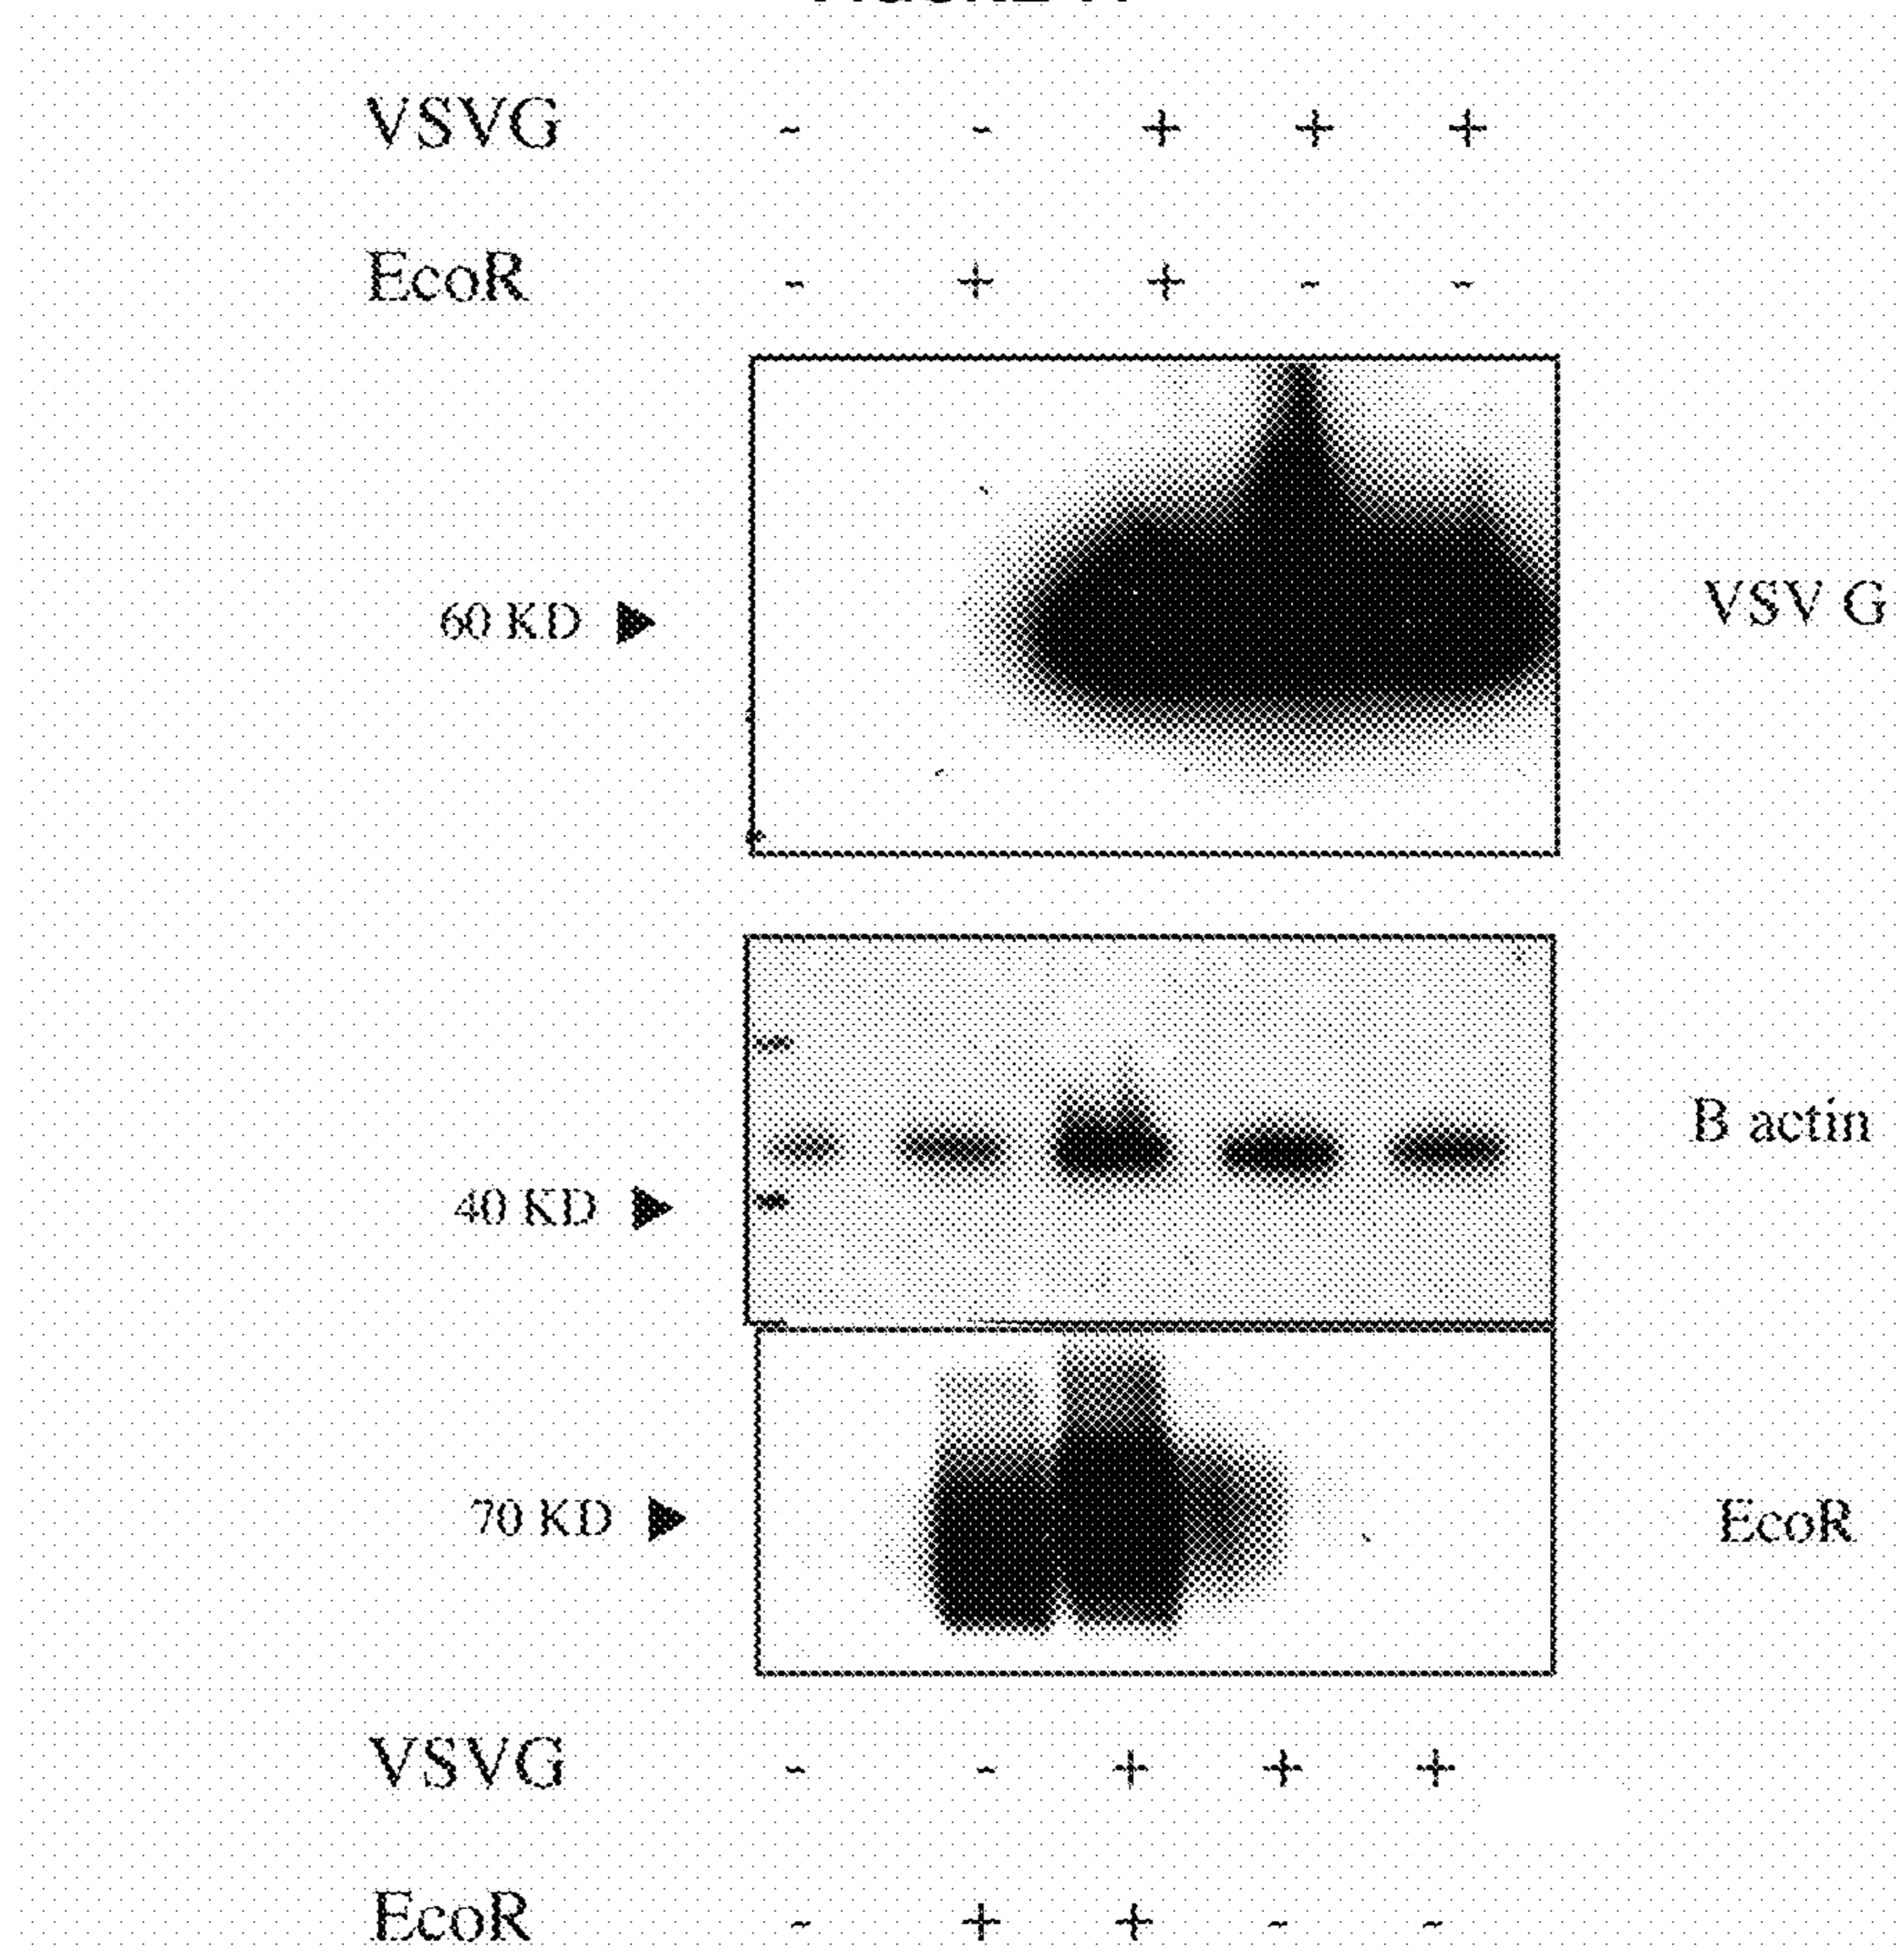 VSVG - - + + +
EcoR - + + - -
60 KD ▶ VSV G
B actin
40 KD ▶
70 KD ▶ EcoR
VSVG - - + + +
EcoR - + + - -